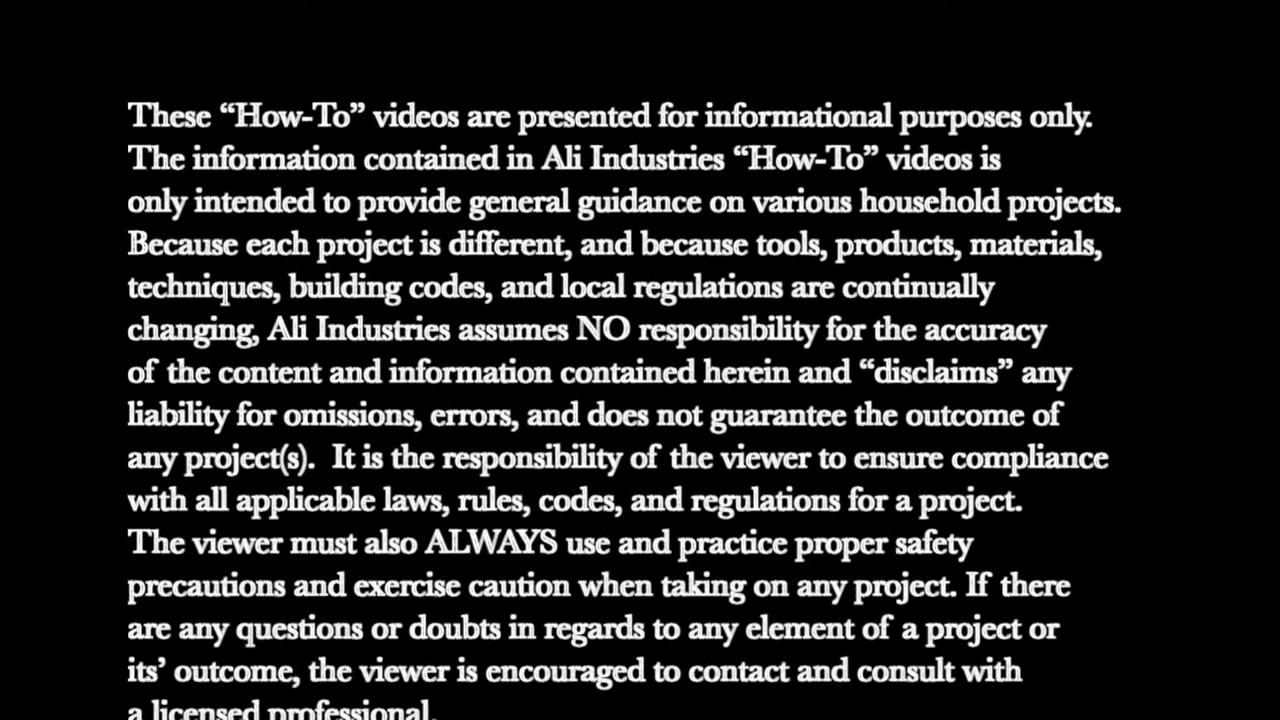 These “How-To” videos are presented for informational purposes only.
The information contained in Ali Industries “How-To” videos is
only intended to provide general guidance on various household projects.
Because each project is different, and because tools, products, materials,
techniques, building codes, and local regulations are continually
changing, Ali Industries assumes NO responsibility for the accuracy
of the content and information contained herein and “disclaims” any
liability for omissions, errors, and does not guarantee the outcome of
any project(s).  It is the responsibility of the viewer to ensure compliance
with all applicable laws, rules, codes, and regulations for a project.
The viewer must also ALWAYS use and practice proper safety
precautions and exercise caution when taking on any project. If there
are any questions or doubts in regards to any element of a project or
its’ outcome, the viewer is encouraged to contact and consult with
a licensed professional.